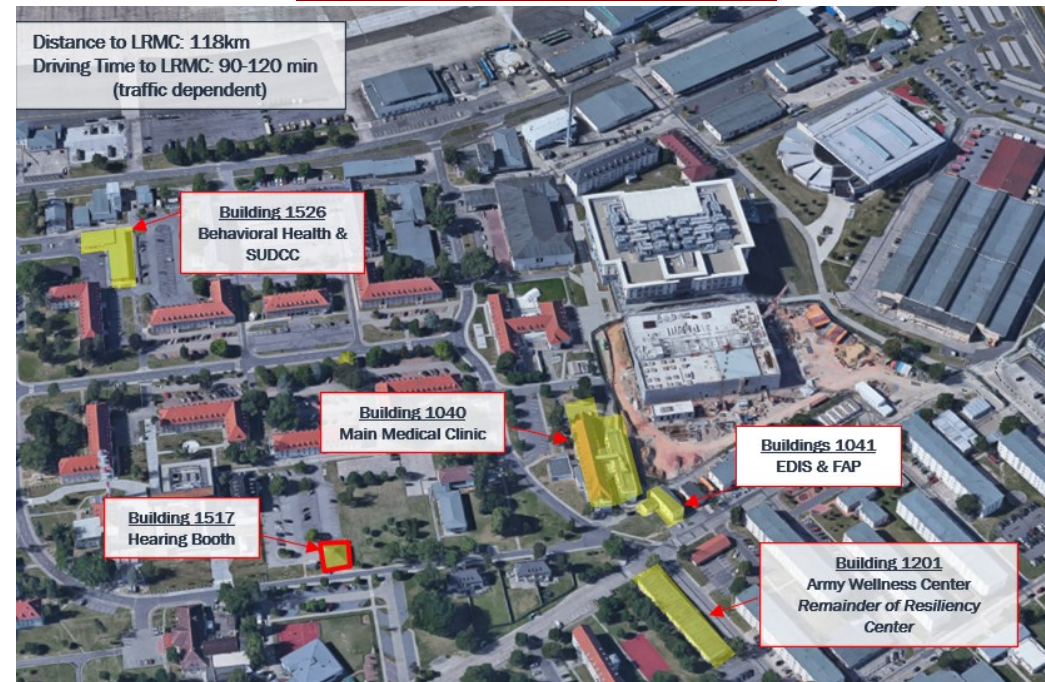 Distance to LRMC: 118km
Driving Time to LRMC: 90-120 min
(traffic dependent)
Building 1526
Behavioral Health &
SUDCC
Building 1040
Main Medical Clinic
Buildings 1041
EDIS & FAP
Building 1517
Hearing Booth
Building 1201
Army Wellness Center
Remainder of Resiliency
Center